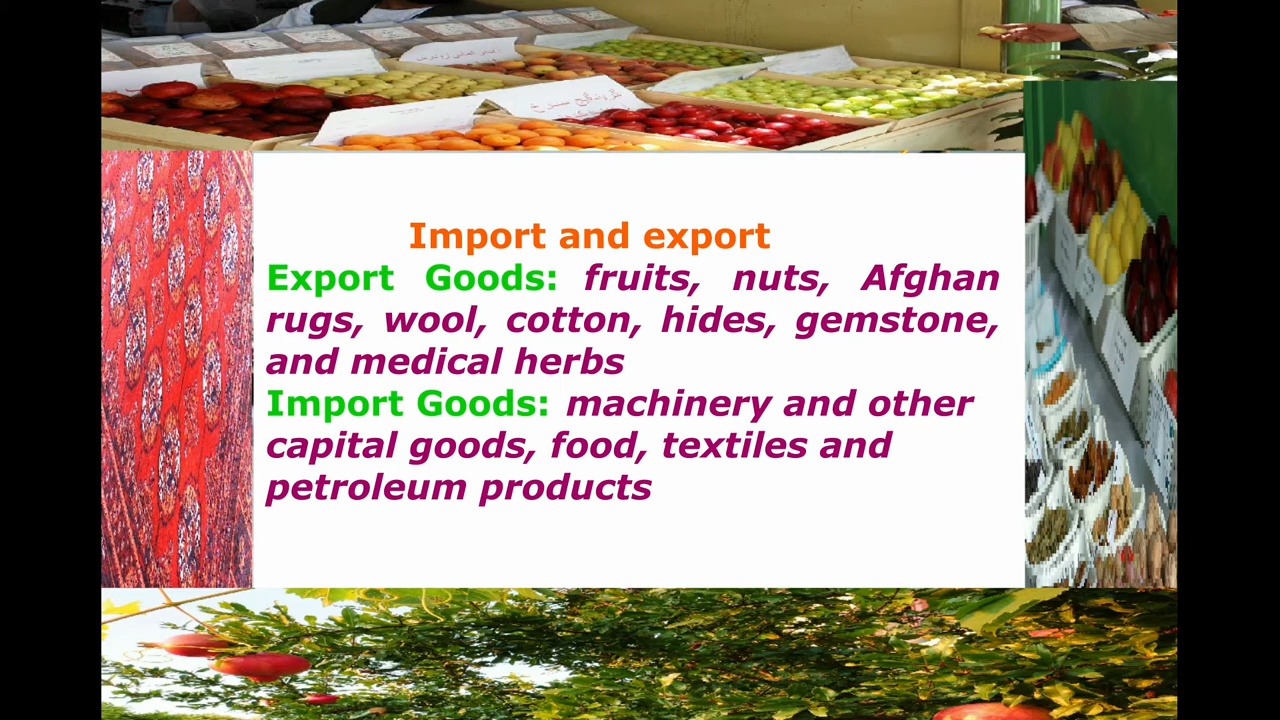 Import and export
Export Goods: fruits, nuts, Afghan
rugs, wool, cotton, hides, gemstone,
and medical herbs
Import Goods: machinery and other
capital goods, food, textiles and
petroleum products